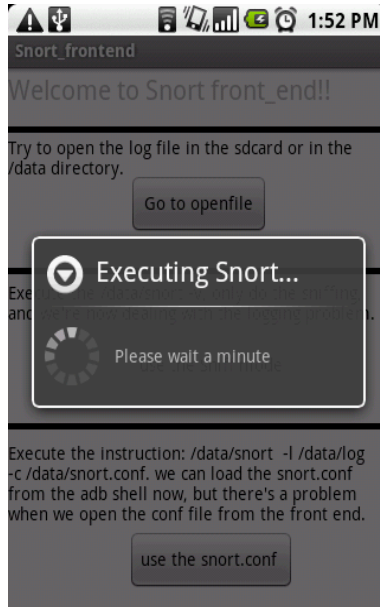 1:52 PM
Snort_frontend
Welcome to Snort front_end!!
Try to open the log file in the sdcard or in the
/data directory.
Go to openfile
Executing Snort...
Please wait a minute
Execute the instruction: /data/snort -l /data/log
-c /data/snort.conf. we can load the snort.conf
from the adb shell now, but there's a problem
when we open the conf file from the front end.
use the snort.conf